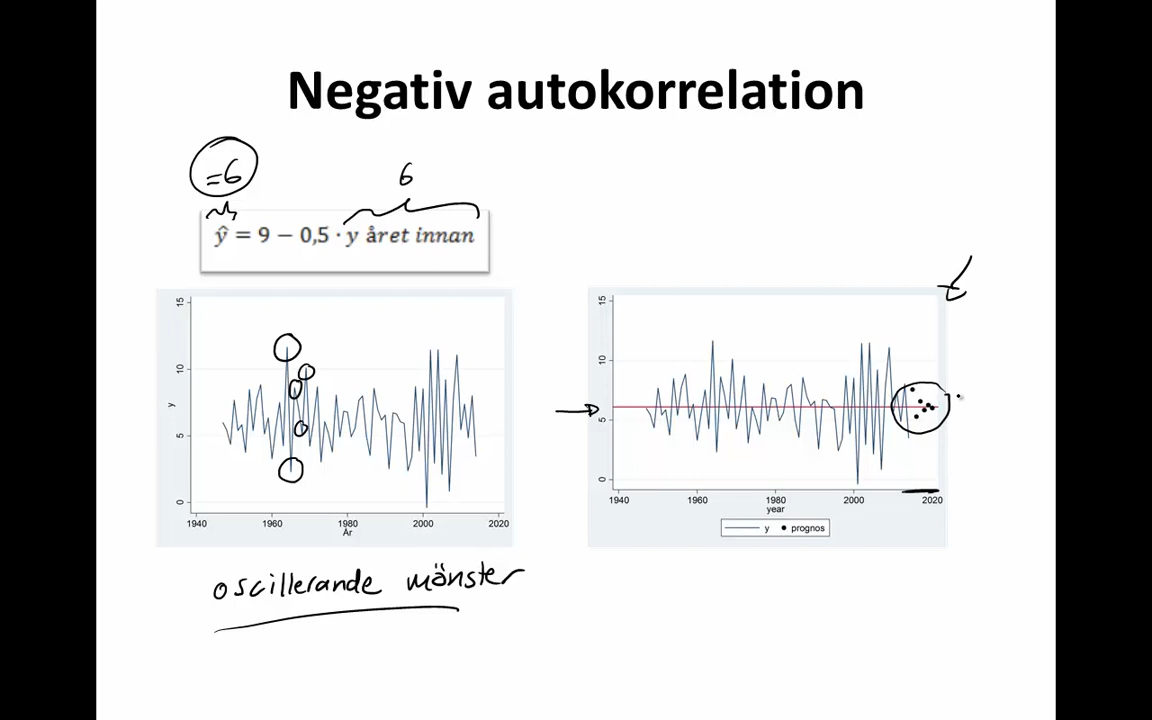 Negativ autokorrelation
=6
6
ŷ = 9 − 0,5 · y året innan
15
10
5
0
y
1940 1960 1980 2000 2020
År
oscillerande mönster
15
10
5
0
1940 1960 1980 2000 2020
year
y prognos